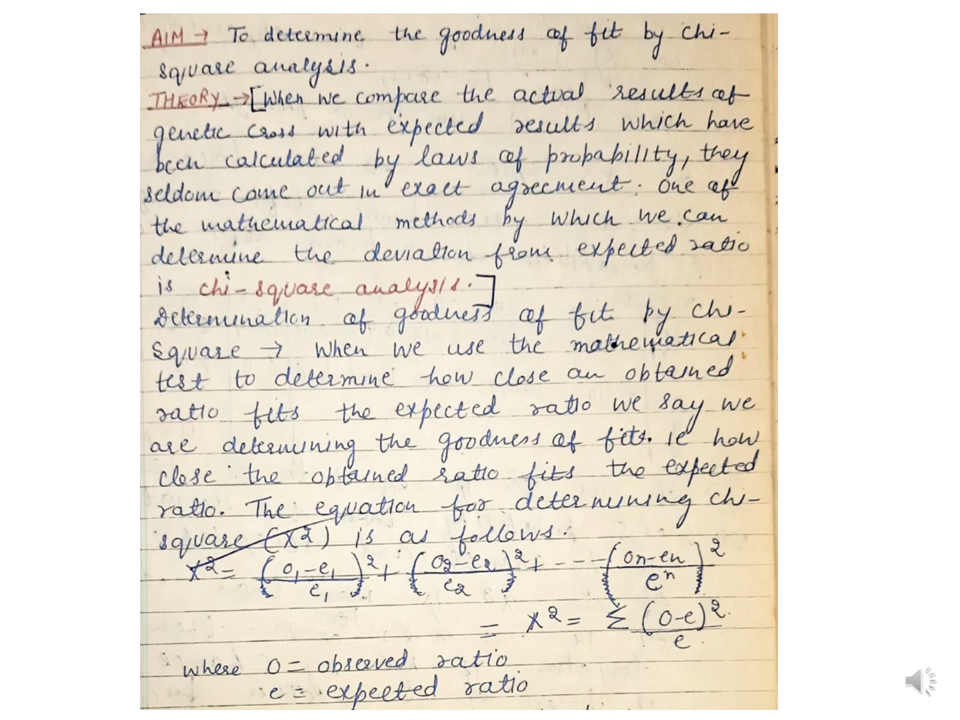 AIM → To determine the goodness of fit by chi-
square analysis.
THEORY → [When we compare the actual results of
genetic cross with expected results which have
been calculated by laws of probability, they
seldom come out in exact agreement. One of
the mathematical methods by which we can
determine the deviation from expected ratio
is chi-square analysis.]
Determination of goodness of fit by chi-
square → When we use the mathematical
test to determine how close an obtained
ratio fits the expected ratio we say we
are determining the goodness of fits. ie how
close the obtained ratio fits the expected
ratio. The equation for determining chi-
square (X²) is as follows.
X² = (o₁-e₁)²/e₁ + (o₂-e₂)²/e₂ + --- (on-en)²/eⁿ
= X² = Σ (o-e)²/e
where O = observed ratio
e = expected ratio